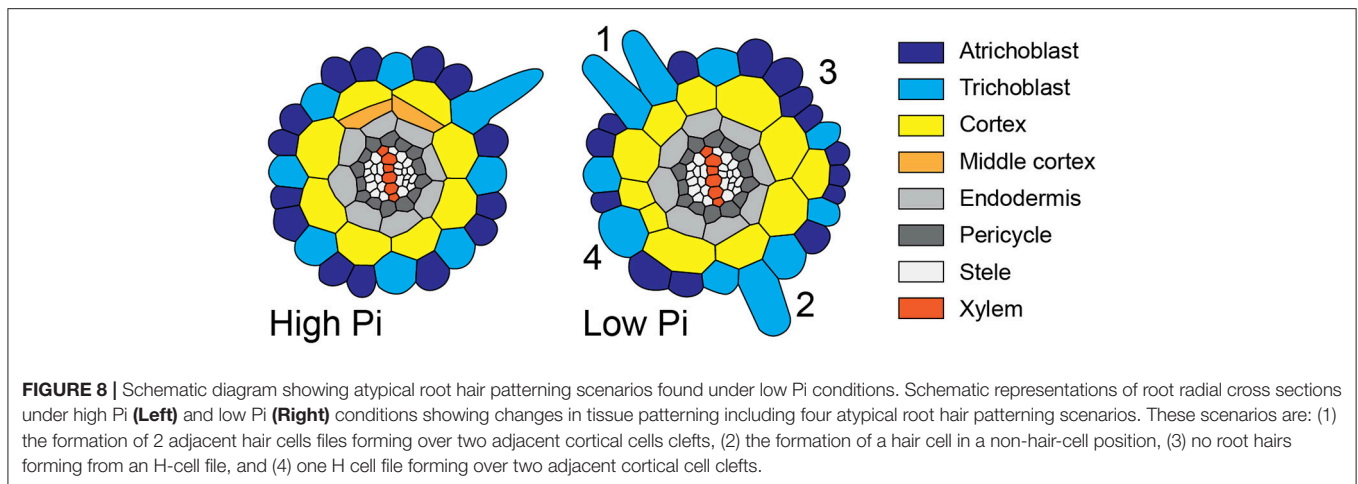 1
3
4
2
High Pi
Low Pi
Atrichoblast
Trichoblast
Cortex
Middle cortex
Endodermis
Pericycle
Stele
Xylem
FIGURE 8 | Schematic diagram showing atypical root hair patterning scenarios found under low Pi conditions. Schematic representations of root radial cross sections
under high Pi (Left) and low Pi (Right) conditions showing changes in tissue patterning including four atypical root hair patterning scenarios. These scenarios are: (1)
the formation of 2 adjacent hair cells files forming over two adjacent cortical cells clefts, (2) the formation of a hair cell in a non-hair-cell position, (3) no root hairs
forming from an H-cell file, and (4) one H cell file forming over two adjacent cortical cell clefts.